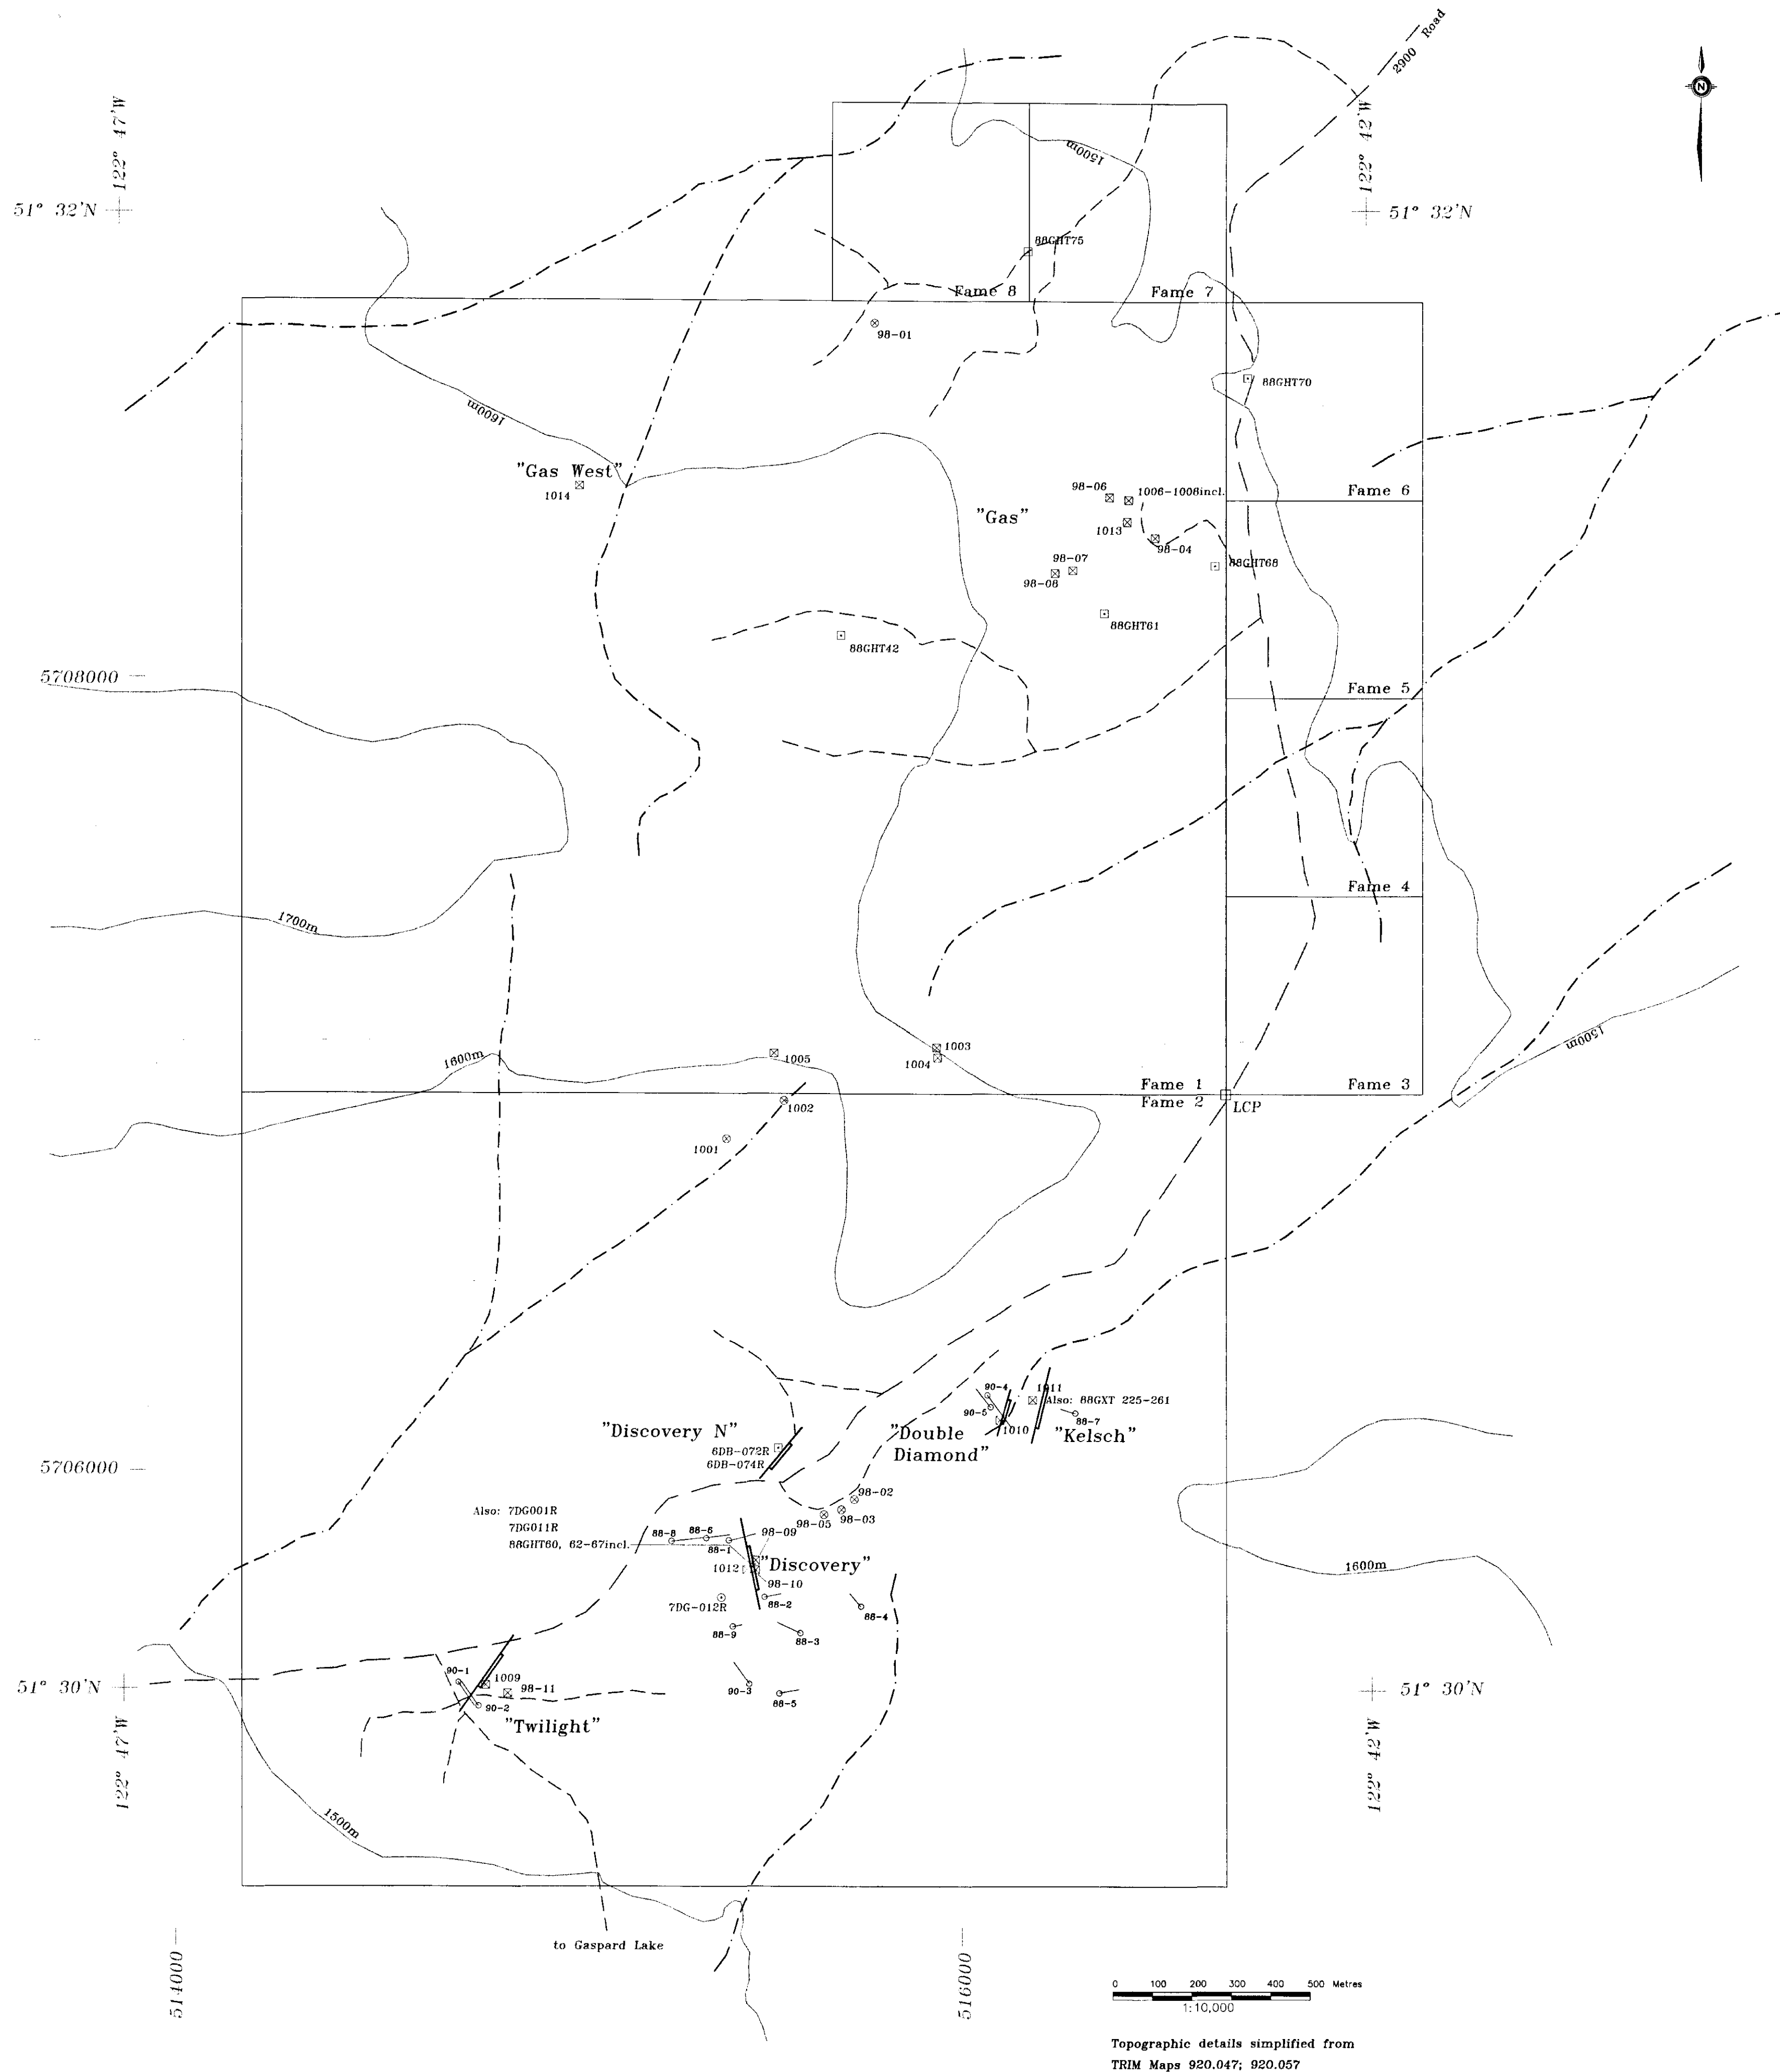 2900 Road
N
122° 47'W
122° 42'W
51° 32'N
51° 32'N
1500m
88GHT75
Fame 8
Fame 7
98-01
88GHT70
1600m
"Gas West"
1014
98-06
1006-1008incl.
Fame 6
"Gas"
1013
98-04
98-07
98-08
88GHT68
88GHT61
88GHT42
5708000
Fame 5
Fame 4
1700m
1500m
1600m
1005
1003
1004
Fame 1
Fame 3
Fame 2
LCP
1002
1001
90-4
1011
Also: 88GXT 225-261
90-5
88-7
1010
"Discovery N"
"Double
Diamond"
"Kelsch"
6DB-072R
6DB-074R
5706000
98-02
98-03
98-05
Also: 7DG001R
7DG011R
88GHT60, 62-67incl.
88-8
88-6
88-1
98-09
1012
"Discovery"
98-10
1600m
88-2
7DG-012R
88-4
88-9
88-3
90-1
1009
98-11
90-3
88-5
90-2
"Twilight"
51° 30'N
51° 30'N
122° 47'W
122° 42'W
1500m
to Gaspard Lake
514000
516000
0 100 200 300 400 500 Metres
1:10,000
Topographic details simplified from
TRIM Maps 920.047; 920.057